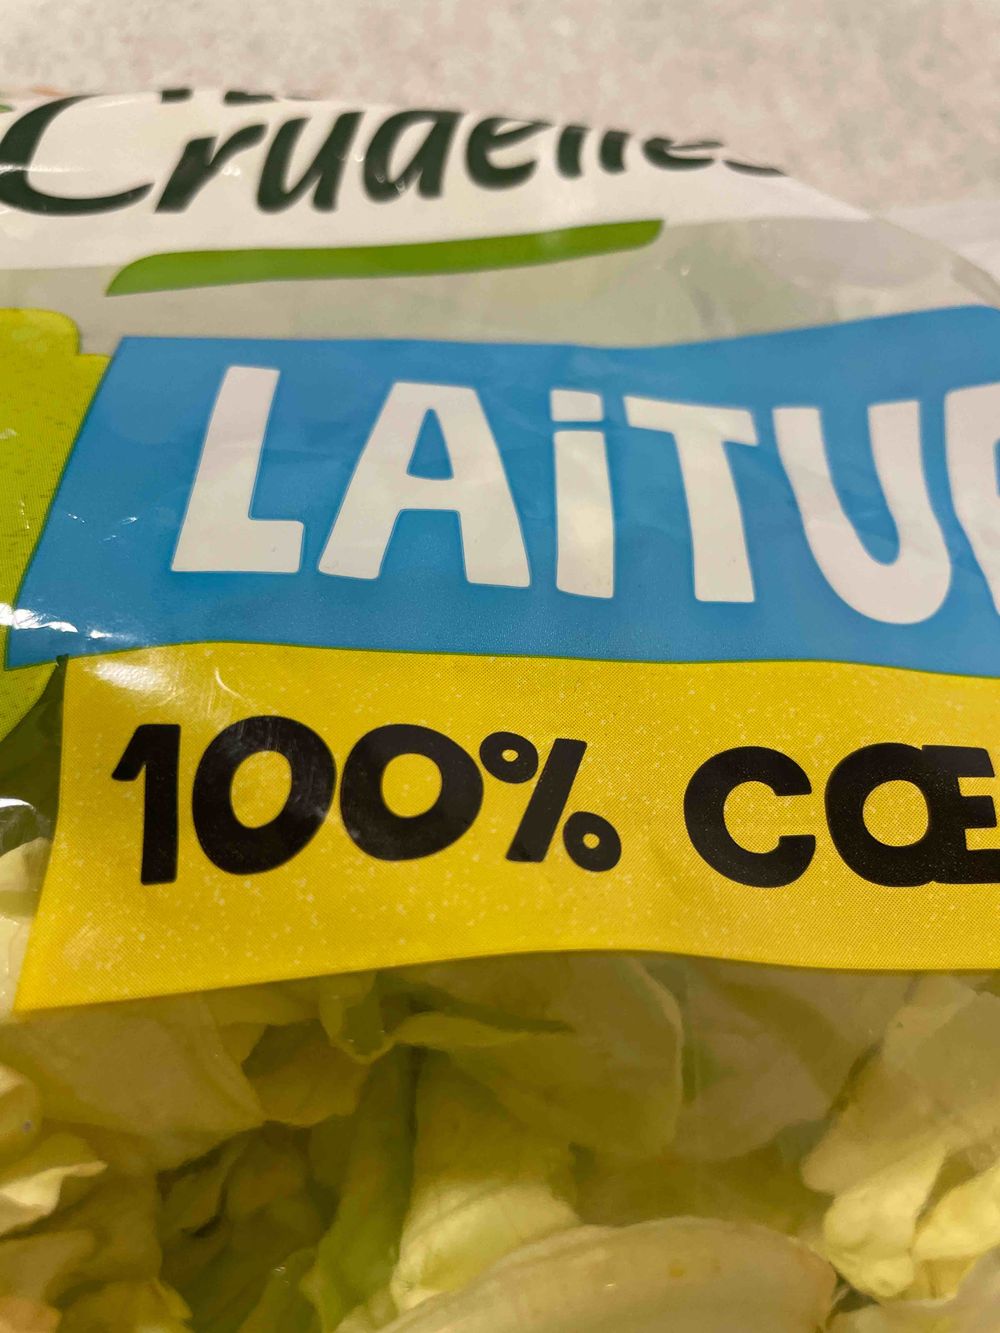 Crudettes
LAiTU
100% CŒ